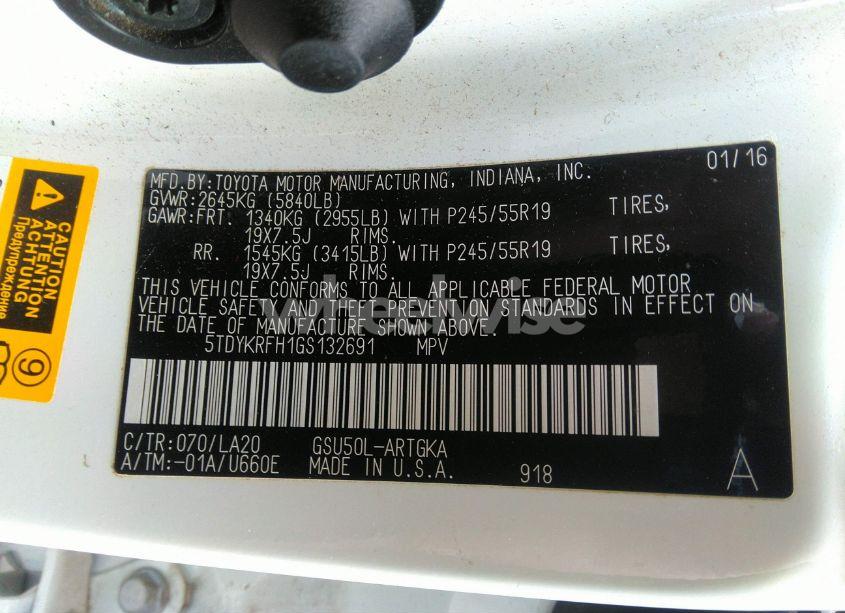 MFD.BY:TOYOTA MOTOR MANUFACTURING, INDIANA, INC. 01/16
GVWR:2645KG (5840LB)
GAWR:FRT. 1340KG (2955LB) WITH P245/55R19 TIRES,
19X7.5J RIMS.
RR. 1545KG (3415LB) WITH P245/55R19 TIRES,
19X7.5J RIMS.
THIS VEHICLE CONFORMS TO ALL APPLICABLE FEDERAL MOTOR
VEHICLE SAFETY AND THEFT PREVENTION STANDARDS IN EFFECT ON
THE DATE OF MANUFACTURE SHOWN ABOVE.
5TDYKRFH1GS132691 MPV
C/TR:070/LA20 GSU50L-ARTGKA
A/TM:-01A/U660E MADE IN U.S.A. 918 A
CAUTION
ATTENTION
ACHTUNG
Предупреждение
9
wheelwise